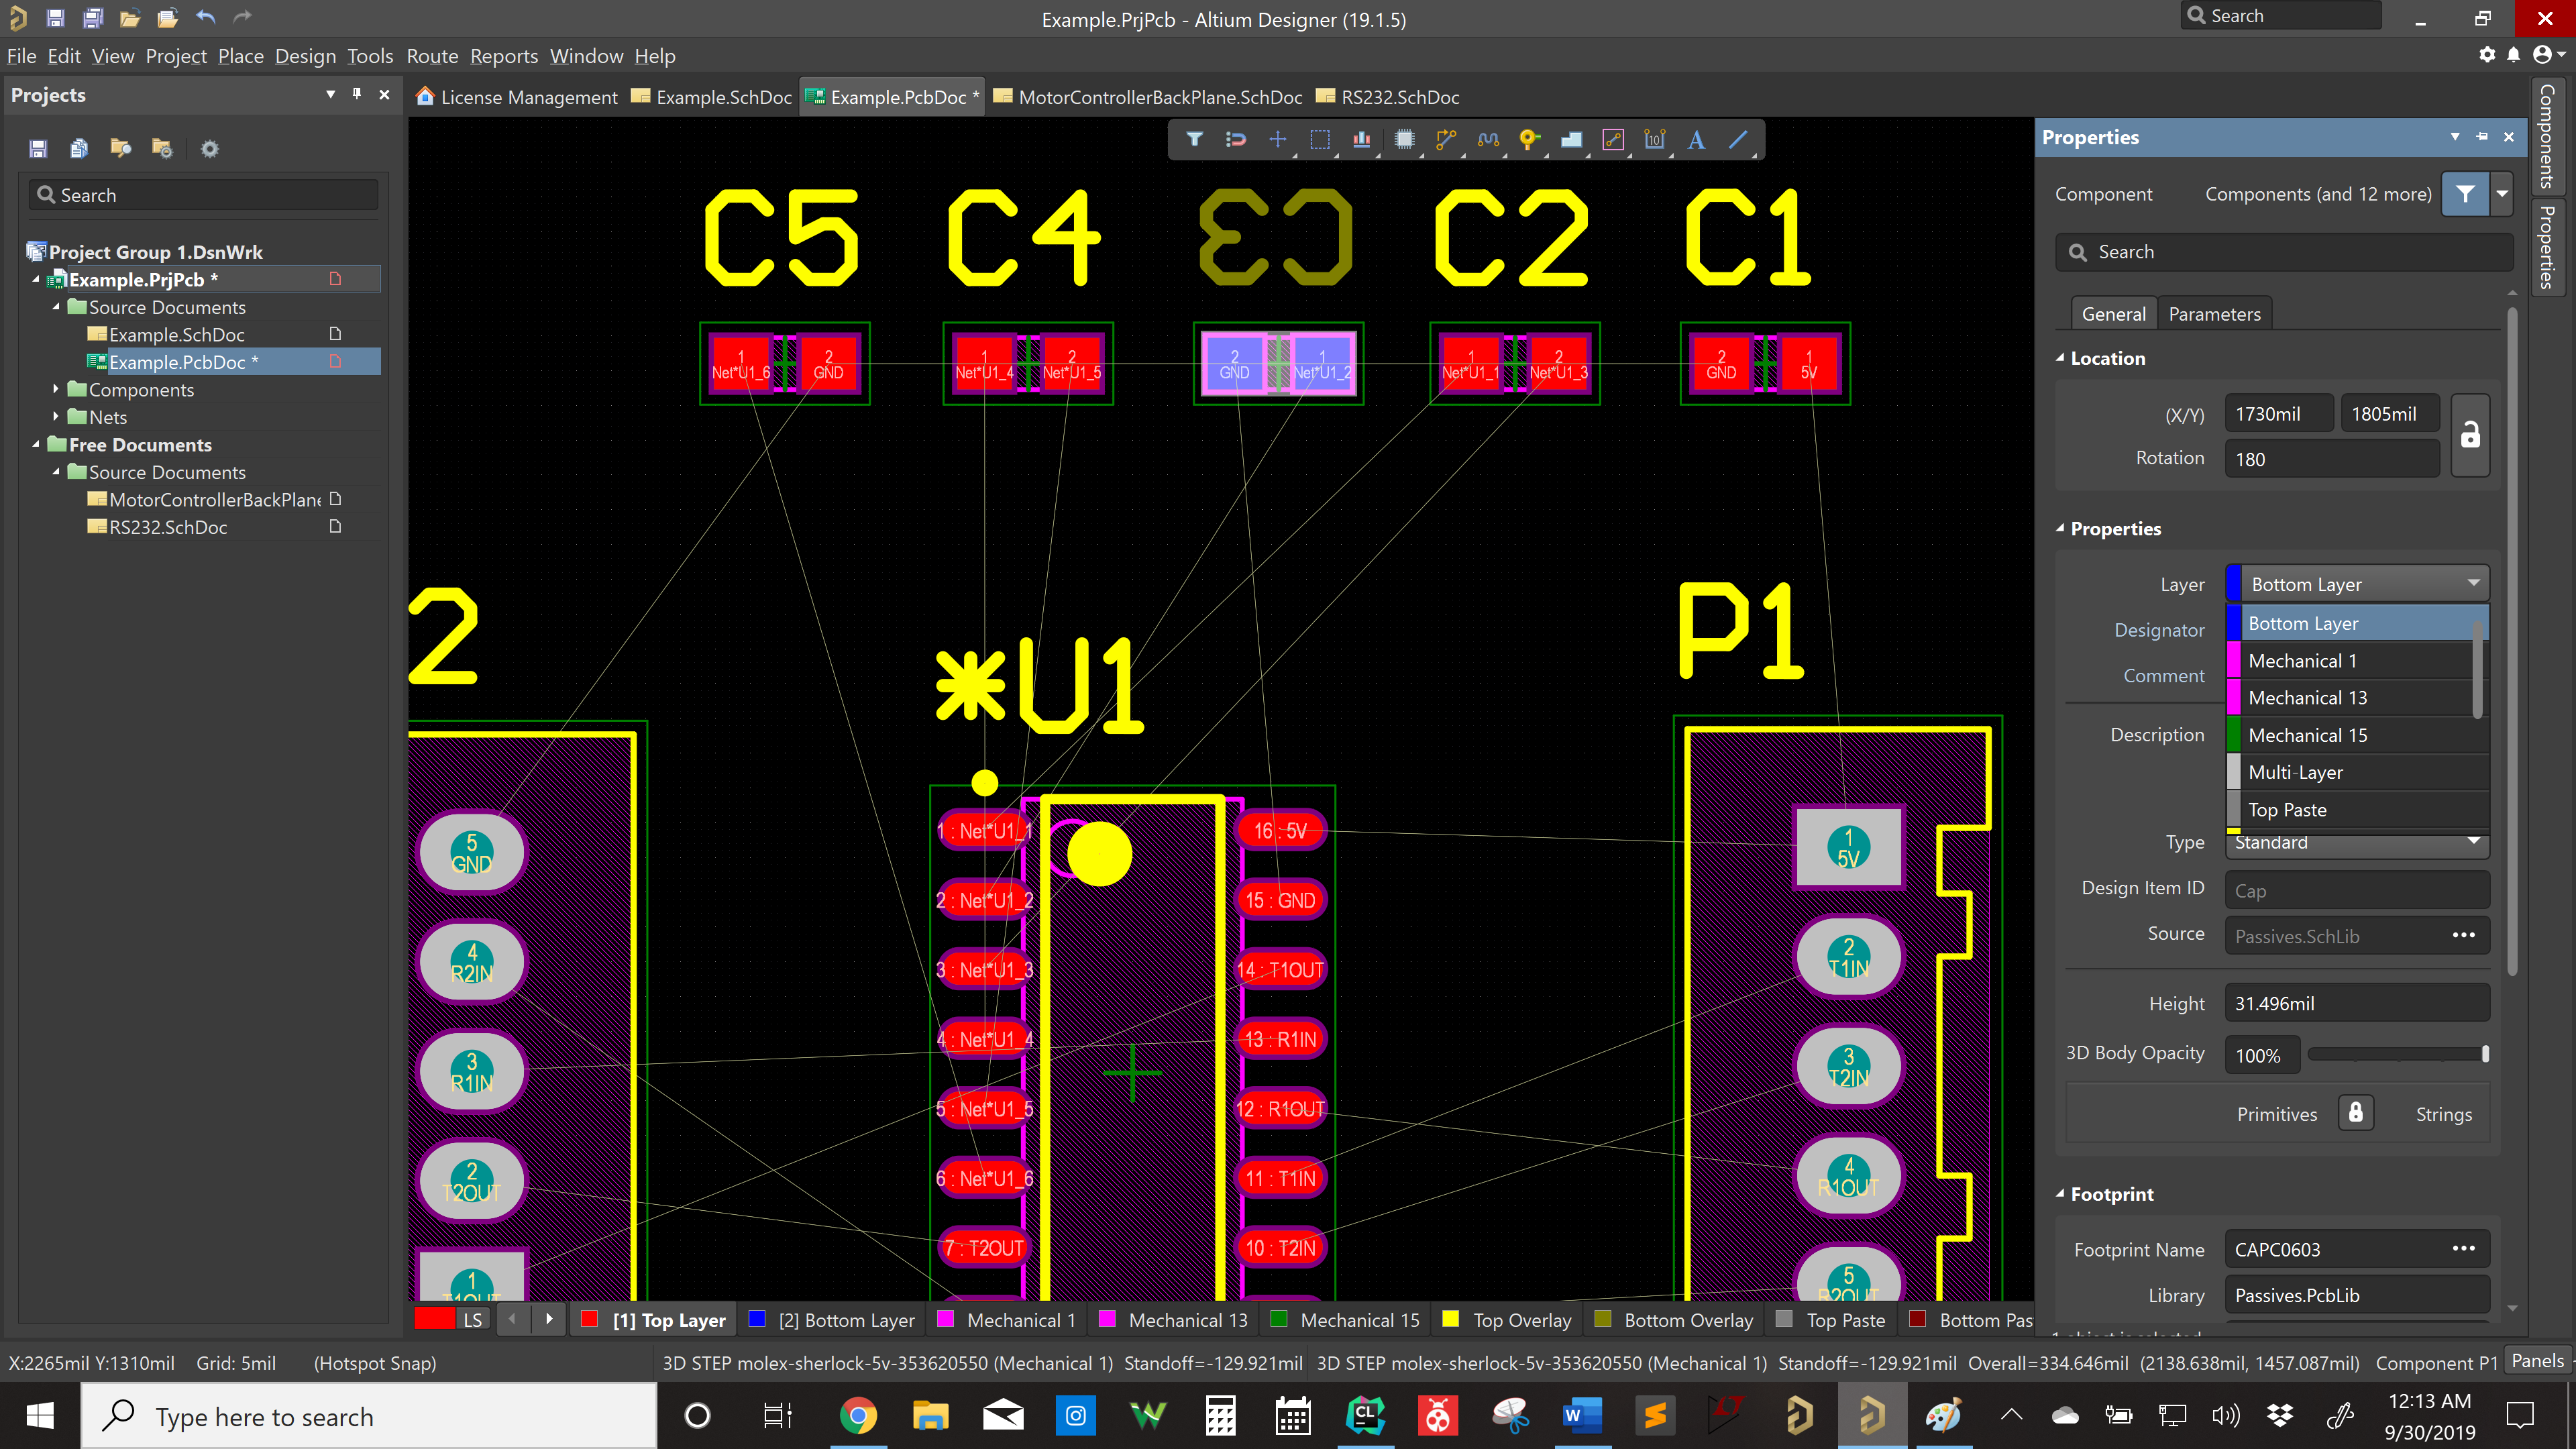 Example.PrjPcb - Altium Designer (19.1.5)
Search
File Edit View Project Place Design Tools Route Reports Window Help
Projects
License Management
Example.SchDoc
Example.PcbDoc *
MotorControllerBackPlane.SchDoc
RS232.SchDoc
Search
Project Group 1.DsnWrk
Example.PrjPcb *
Source Documents
Example.SchDoc
Example.PcbDoc *
Components
Nets
Free Documents
Source Documents
MotorControllerBackPlane
RS232.SchDoc
10
A
C5
C4
C3
C2
C1
1
Net*U1_6
2
GND
1
Net*U1_4
2
Net*U1_5
2
GND
1
Net*U1_2
1
Net*U1_1
2
Net*U1_3
2
GND
1
5V
2
*U1
P1
5
GND
4
R2IN
3
R1IN
2
T2OUT
1
T1OUT
1 : Net*U1_1
2 : Net*U1_2
3 : Net*U1_3
4 : Net*U1_4
5 : Net*U1_5
6 : Net*U1_6
7 : T2OUT
16 : 5V
15 : GND
14 : T1OUT
13 : R1IN
12 : R1OUT
11 : T1IN
10 : T2IN
1
5V
2
T1IN
3
T2IN
4
R1OUT
5
R2OUT
Properties
Components
Properties
Component
Components (and 12 more)
Search
General
Parameters
Location
(X/Y)
1730mil
1805mil
Rotation
180
Properties
Layer
Bottom Layer
Bottom Layer
Designator
Mechanical 1
Comment
Mechanical 13
Description
Mechanical 15
Multi-Layer
Top Paste
Type
Standard
Design Item ID
Cap
Source
Passives.SchLib
Height
31.496mil
3D Body Opacity
100%
Primitives
Strings
Footprint
Footprint Name
CAPC0603
Library
Passives.PcbLib
1 object is selected
LS
[1] Top Layer
[2] Bottom Layer
Mechanical 1
Mechanical 13
Mechanical 15
Top Overlay
Bottom Overlay
Top Paste
Bottom Pas
X:2265mil Y:1310mil
Grid: 5mil
(Hotspot Snap)
3D STEP molex-sherlock-5v-353620550 (Mechanical 1) Standoff=-129.921mil
3D STEP molex-sherlock-5v-353620550 (Mechanical 1) Standoff=-129.921mil Overall=334.646mil (2138.638mil, 1457.087mil) Component P1
Panels
Type here to search
CL
W
12:13 AM
9/30/2019